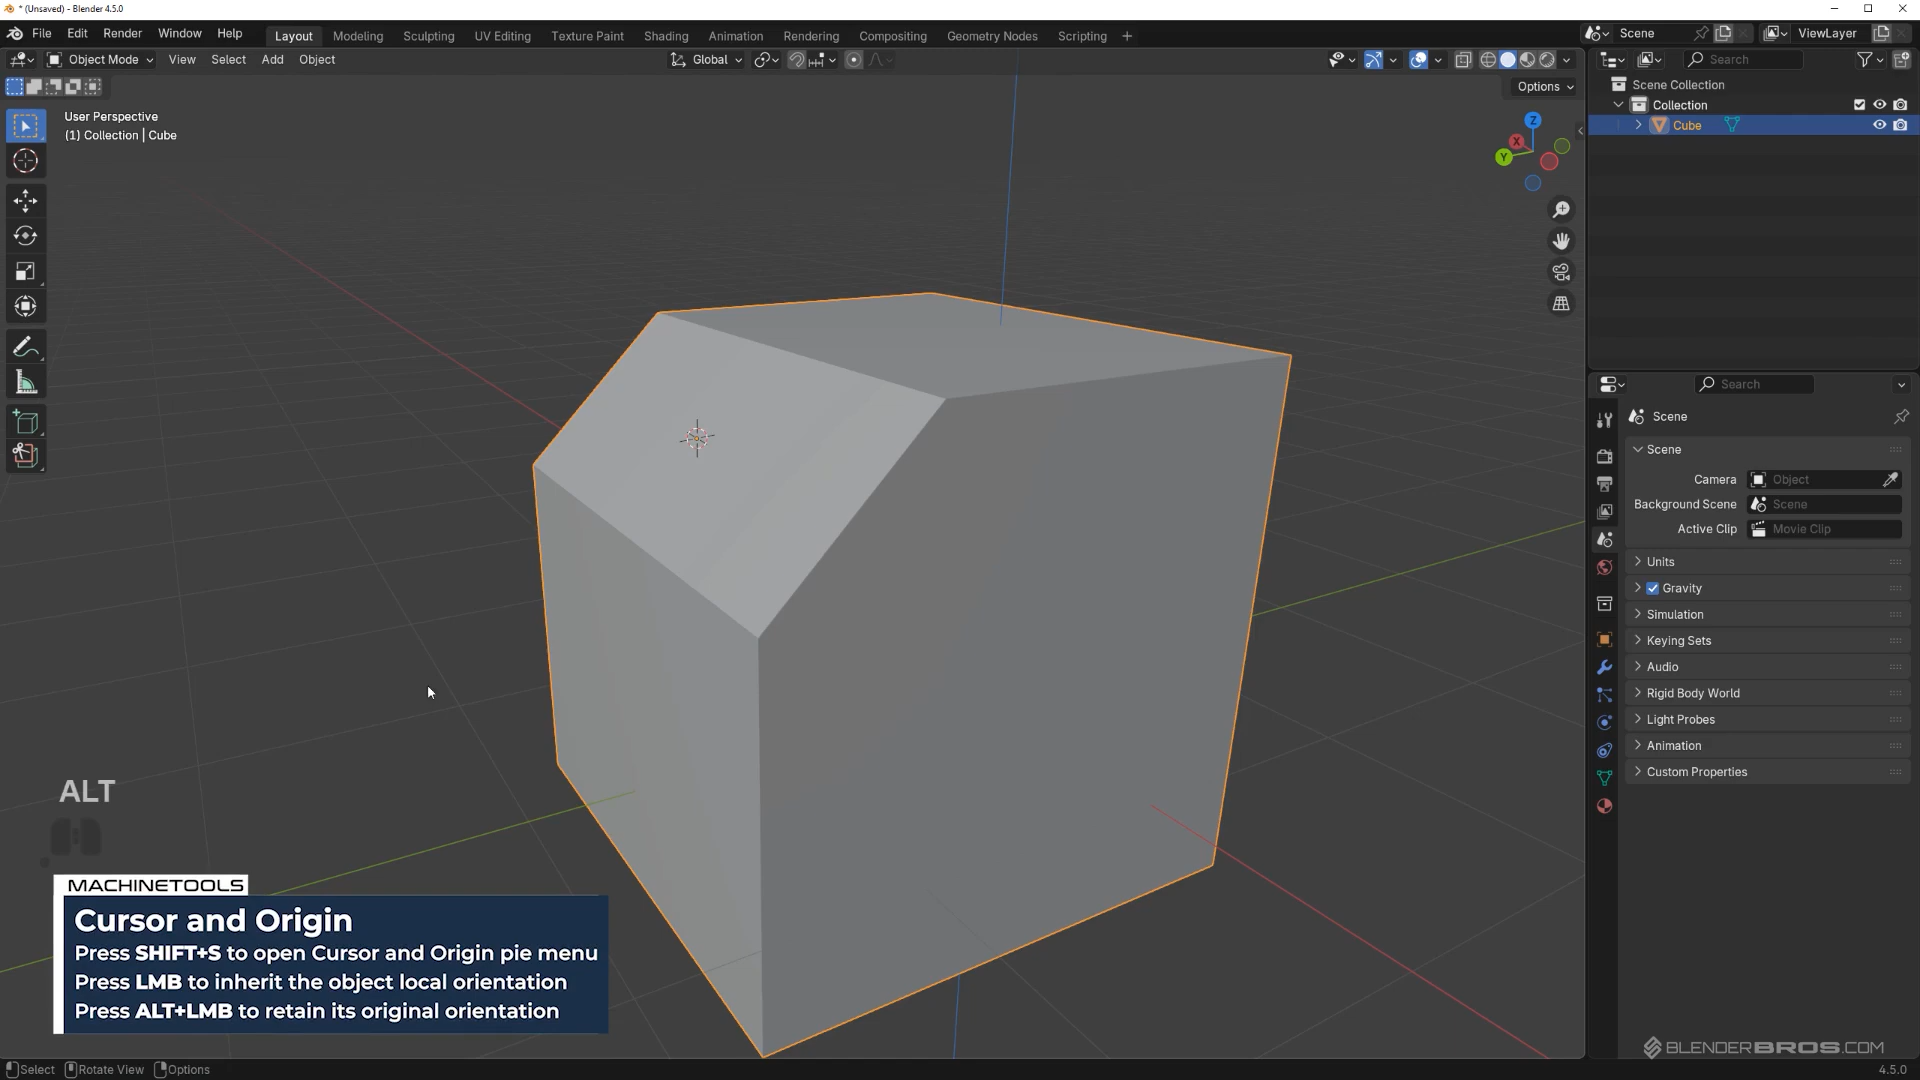 * (Unsaved) - Blender 4.5.0
File Edit Render Window Help Layout Modeling Sculpting UV Editing Texture Paint Shading Animation Rendering Compositing Geometry Nodes Scripting + Scene ViewLayer
Object Mode View Select Add Object Global Search
Options
User Perspective
(1) Collection | Cube
Z
X
Y
Scene Collection
Collection
Cube
Search
Scene
Scene
Camera Object
Background Scene Scene
Active Clip Movie Clip
Units
Gravity
Simulation
Keying Sets
Audio
Rigid Body World
Light Probes
Animation
Custom Properties
ALT
MACHINETOOLS
Cursor and Origin
Press SHIFT+S to open Cursor and Origin pie menu
Press LMB to inherit the object local orientation
Press ALT+LMB to retain its original orientation
BLENDERBROS.COM
Select Rotate View Options 4.5.0